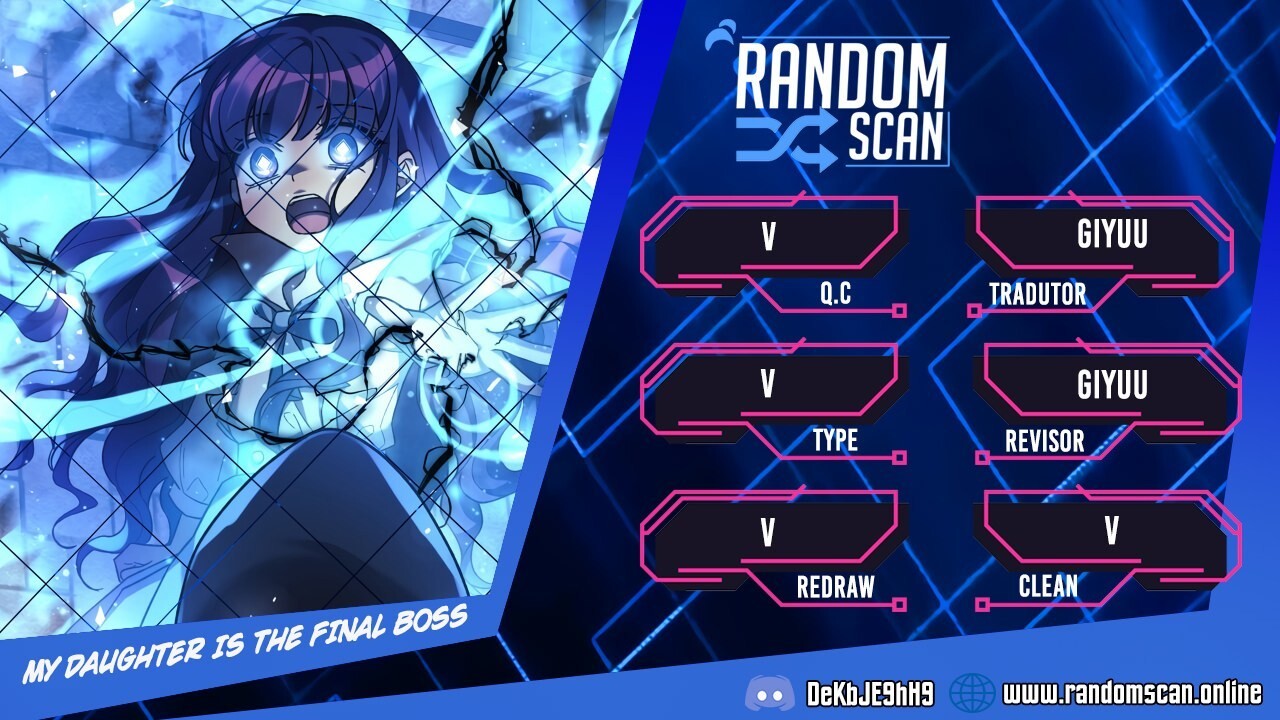 RANDOM
SCAN
V
Q.C
GIYUU
TRADUTOR
V
TYPE
GIYUU
REVISOR
V
REDRAW
V
CLEAN
MY DAUGHTER IS THE FINAL BOSS
DeKbJE9hH9
www.randomscan.online